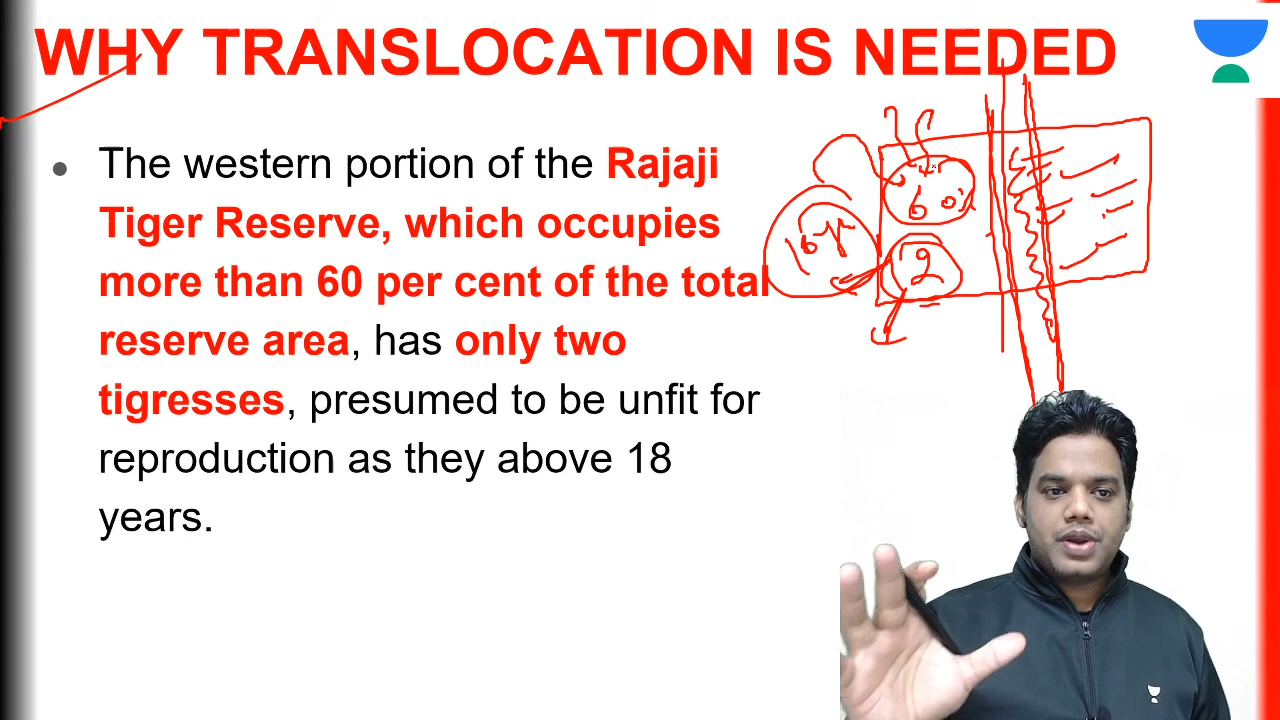 WHY TRANSLOCATION IS NEEDED
The western portion of the Rajaji
Tiger Reserve, which occupies
more than 60 per cent of the total
reserve area, has only two
tigresses, presumed to be unfit for
reproduction as they above 18
years.
2